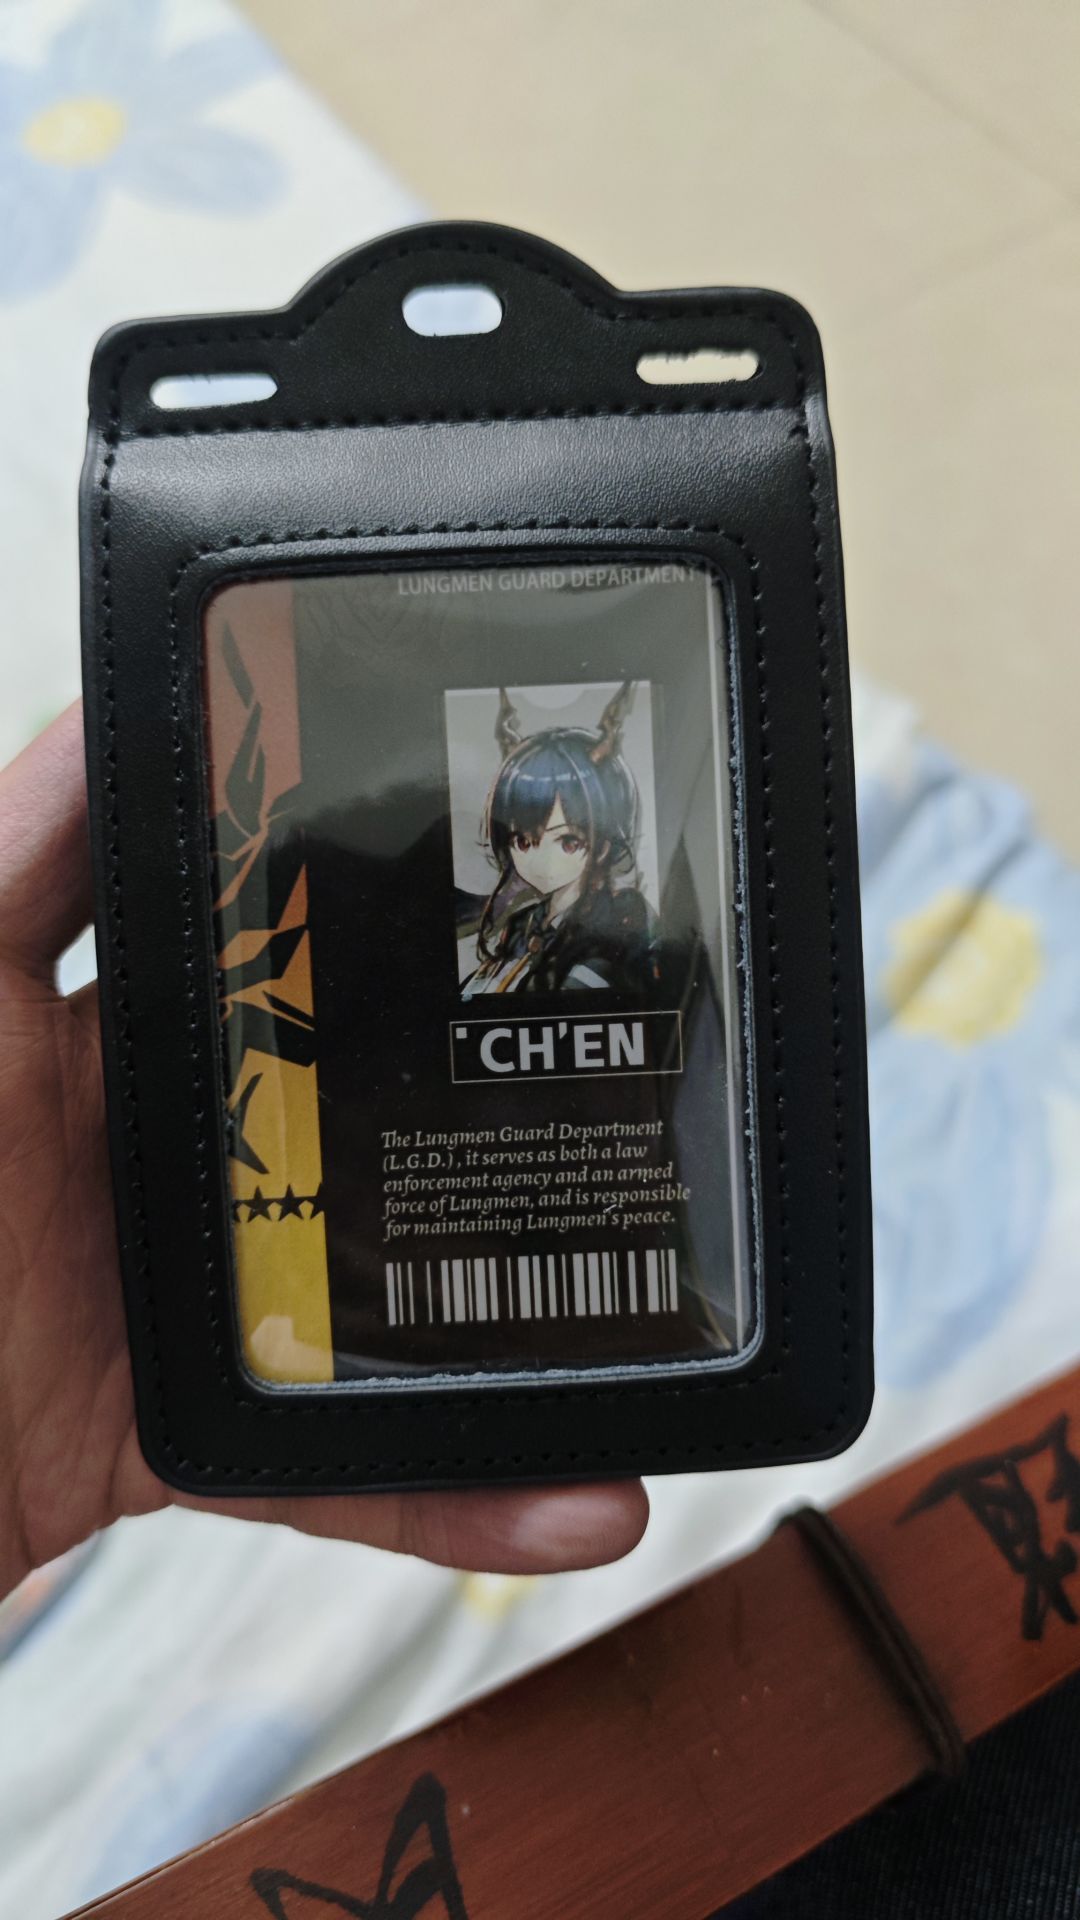 LUNGMEN GUARD DEPARTMENT
CH'EN
The Lungmen Guard Department
(L.G.D.) , it serves as both a law
enforcement agency and an armed
force of Lungmen, and is responsible
for maintaining Lungmen's peace.